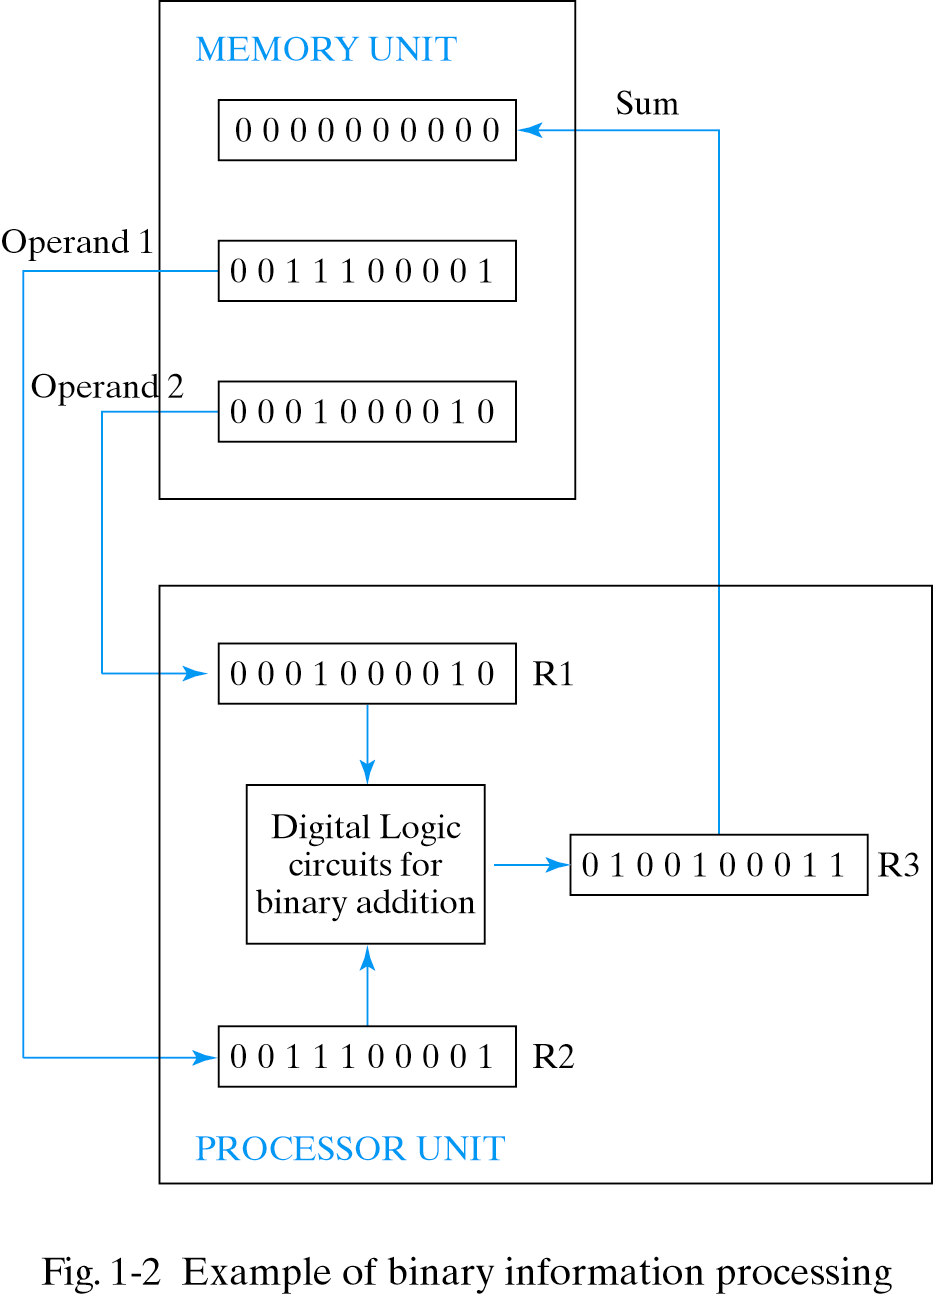 MEMORY UNIT
0 0 0 0 0 0 0 0 0 0
Sum
Operand 1
0 0 1 1 1 0 0 0 0 1
Operand 2
0 0 0 1 0 0 0 0 1 0
0 0 0 1 0 0 0 0 1 0 R1
Digital Logic
circuits for
binary addition
0 1 0 0 1 0 0 0 1 1 R3
0 0 1 1 1 0 0 0 0 1 R2
PROCESSOR UNIT
Fig. 1-2 Example of binary information processing